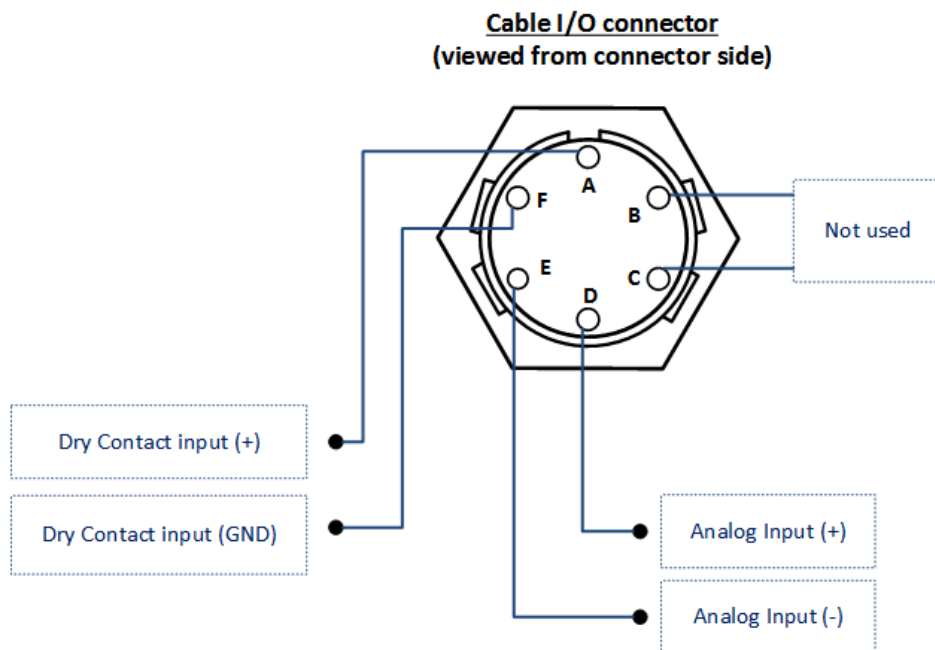 Cable I/O connector
(viewed from connector side)
A
F
B
Not used
E
C
D
Dry Contact input (+)
Dry Contact input (GND)
Analog Input (+)
Analog Input (-)